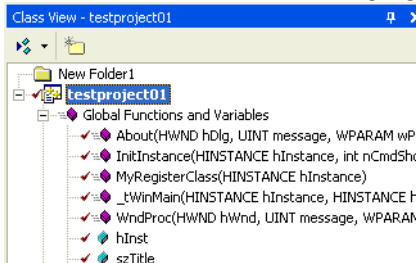 Class View - testproject01
New Folder1
testproject01
Global Functions and Variables
About(HWND hDlg, UINT message, WPARAM wP
InitInstance(HINSTANCE hInstance, int nCmdSho
MyRegisterClass(HINSTANCE hInstance)
_tWinMain(HINSTANCE hInstance, HINSTANCE h
WndProc(HWND hWnd, UINT message, WPARAM
hInst
szTitle